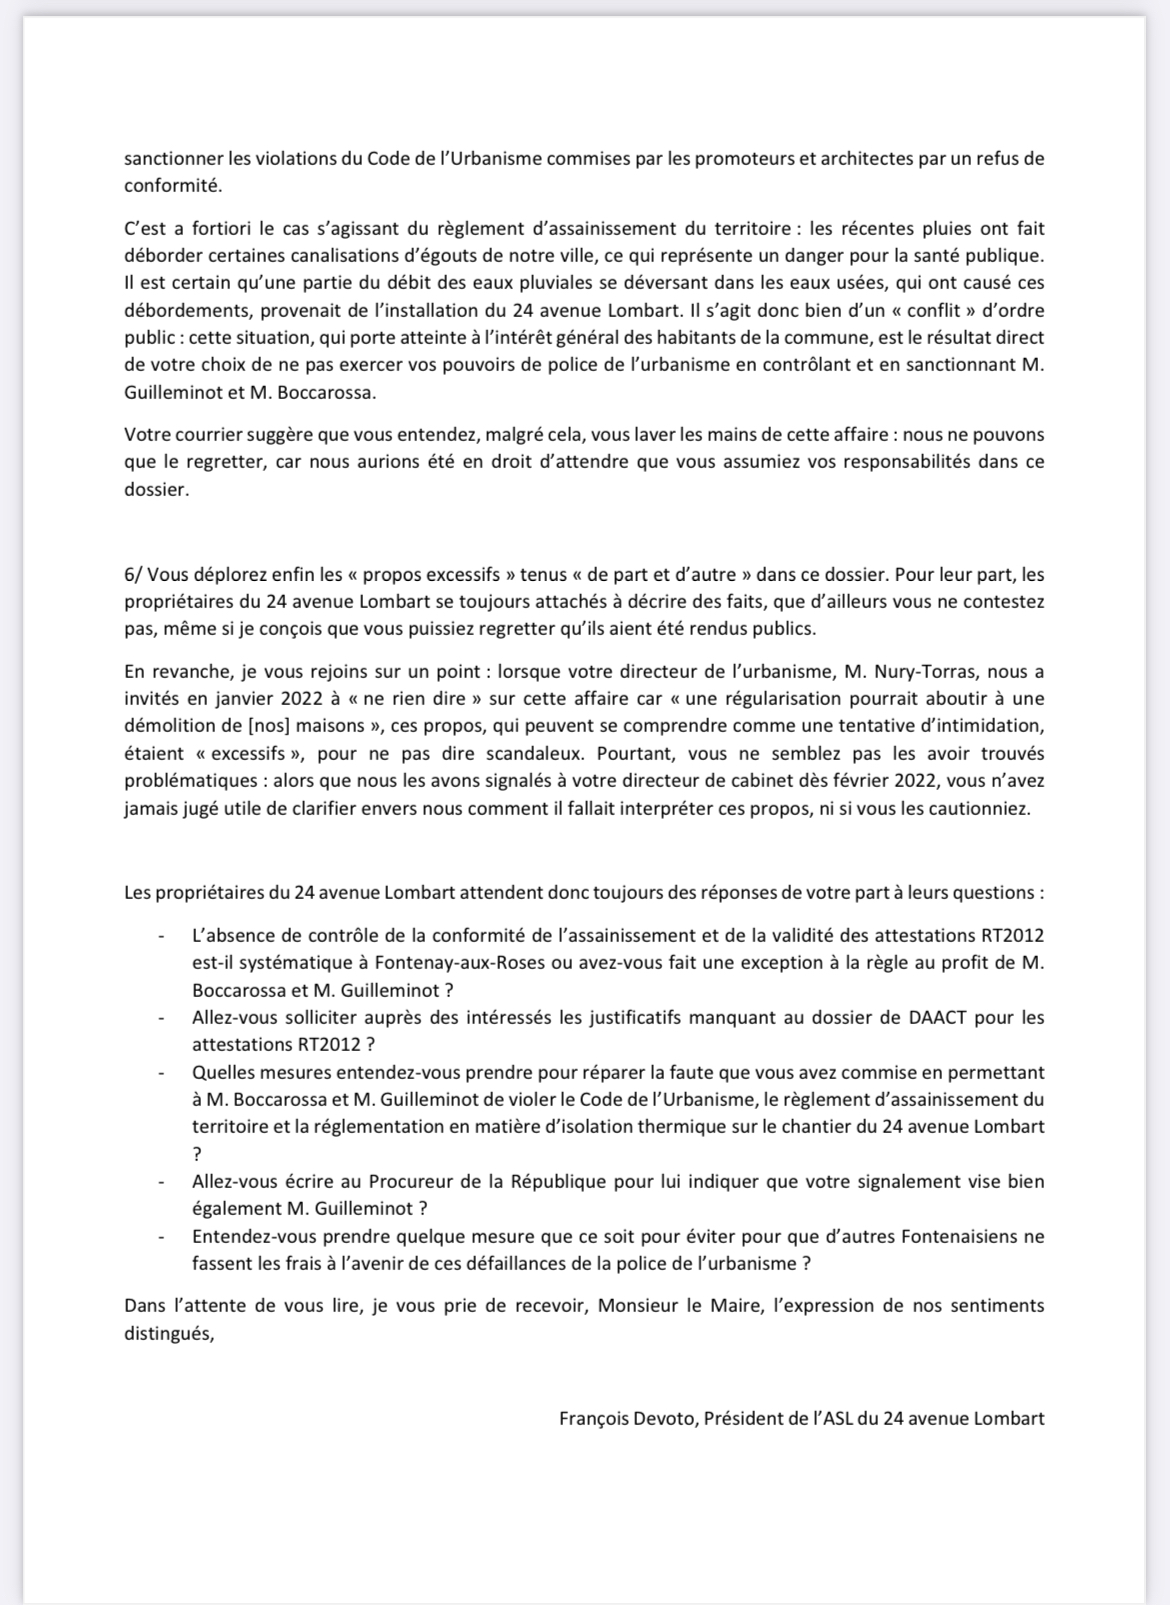 sanctionner les violations du Code de l’Urbanisme commises par les promoteurs et architectes par un refus de
conformité.
C’est a fortiori le cas s’agissant du règlement d’assainissement du territoire : les récentes pluies ont fait
déborder certaines canalisations d’égouts de notre ville, ce qui représente un danger pour la santé publique.
Il est certain qu’une partie du débit des eaux pluviales se déversant dans les eaux usées, qui ont causé ces
débordements, provenait de l’installation du 24 avenue Lombart. Il s’agit donc bien d’un « conflit » d’ordre
public : cette situation, qui porte atteinte à l’intérêt général des habitants de la commune, est le résultat direct
de votre choix de ne pas exercer vos pouvoirs de police de l’urbanisme en contrôlant et en sanctionnant M.
Guilleminot et M. Boccarossa.
Votre courrier suggère que vous entendez, malgré cela, vous laver les mains de cette affaire : nous ne pouvons
que le regretter, car nous aurions été en droit d’attendre que vous assumiez vos responsabilités dans ce
dossier.
6/ Vous déplorez enfin les « propos excessifs » tenus « de part et d’autre » dans ce dossier. Pour leur part, les
propriétaires du 24 avenue Lombart se toujours attachés à décrire des faits, que d’ailleurs vous ne contestez
pas, même si je conçois que vous puissiez regretter qu’ils aient été rendus publics.
En revanche, je vous rejoins sur un point : lorsque votre directeur de l’urbanisme, M. Nury-Torras, nous a
invités en janvier 2022 à « ne rien dire » sur cette affaire car « une régularisation pourrait aboutir à une
démolition de [nos] maisons », ces propos, qui peuvent se comprendre comme une tentative d’intimidation,
étaient « excessifs », pour ne pas dire scandaleux. Pourtant, vous ne semblez pas les avoir trouvés
problématiques : alors que nous les avons signalés à votre directeur de cabinet dès février 2022, vous n’avez
jamais jugé utile de clarifier envers nous comment il fallait interpréter ces propos, ni si vous les cautionniez.
Les propriétaires du 24 avenue Lombart attendent donc toujours des réponses de votre part à leurs questions :
- L’absence de contrôle de la conformité de l’assainissement et de la validité des attestations RT2012
est-il systématique à Fontenay-aux-Roses ou avez-vous fait une exception à la règle au profit de M.
Boccarossa et M. Guilleminot ?
- Allez-vous solliciter auprès des intéressés les justificatifs manquant au dossier de DAACT pour les
attestations RT2012 ?
- Quelles mesures entendez-vous prendre pour réparer la faute que vous avez commise en permettant
à M. Boccarossa et M. Guilleminot de violer le Code de l’Urbanisme, le règlement d’assainissement du
territoire et la réglementation en matière d’isolation thermique sur le chantier du 24 avenue Lombart
?
- Allez-vous écrire au Procureur de la République pour lui indiquer que votre signalement vise bien
également M. Guilleminot ?
- Entendez-vous prendre quelque mesure que ce soit pour éviter pour que d’autres Fontenaisiens ne
fassent les frais à l’avenir de ces défaillances de la police de l’urbanisme ?
Dans l’attente de vous lire, je vous prie de recevoir, Monsieur le Maire, l’expression de nos sentiments
distingués,
François Devoto, Président de l’ASL du 24 avenue Lombart